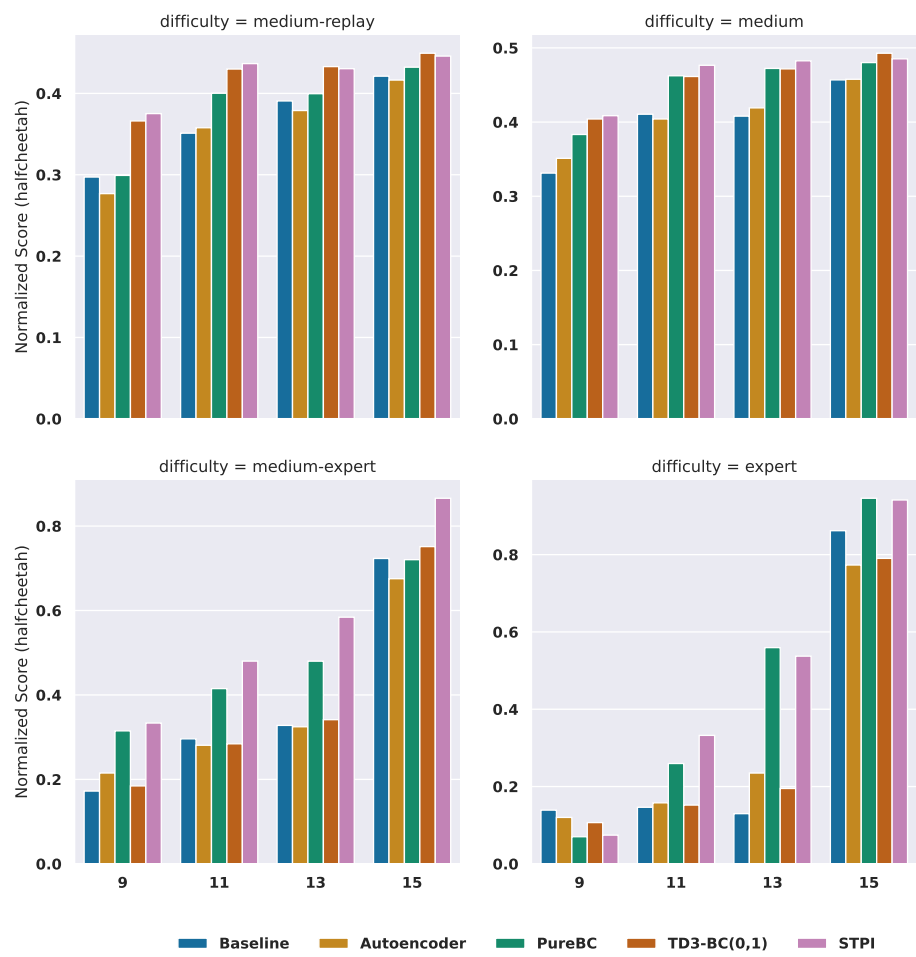 difficulty = medium-replay
difficulty = medium
Normalized Score (halfcheetah)
0.4
0.3
0.2
0.1
0.0
0.5
0.4
0.3
0.2
0.1
0.0
difficulty = medium-expert
difficulty = expert
Normalized Score (halfcheetah)
0.8
0.6
0.4
0.2
0.0
0.8
0.6
0.4
0.2
0.0
9 11 13 15
9 11 13 15
Baseline Autoencoder PureBC TD3-BC(0,1) STPI